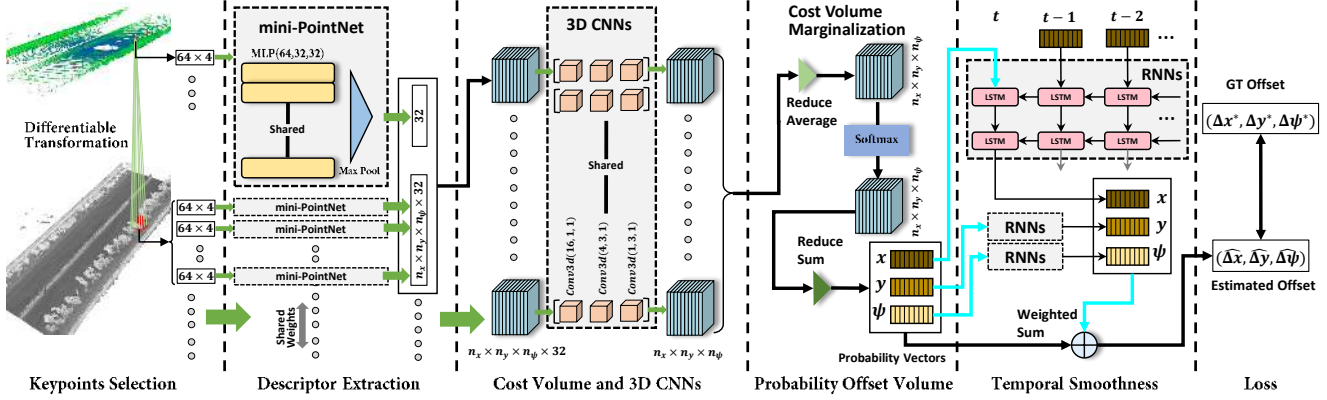 Differentiable
Transformation
64 × 4
64 × 4
64 × 4
64 × 4
Keypoints Selection
mini-PointNet
MLP(64,32,32)
Shared
Max Pool
32
mini-PointNet
mini-PointNet
mini-PointNet
n_x × n_y × n_ψ × 32
Shared
Weights
Descriptor Extraction
3D CNNs
Shared
Conv3d(16,1,1)
Conv3d(4,3,1)
Conv3d(1,3,1)
n_x × n_y × n_ψ × 32
n_x × n_y × n_ψ
Cost Volume and 3D CNNs
Cost Volume
Marginalization
Reduce
Average
n_x × n_y × n_ψ
Softmax
n_x × n_y × n_ψ
Reduce
Sum
x
y
ψ
Probability Vectors
Probability Offset Volume
t
t − 1
t − 2
...
RNNs
LSTM
LSTM
LSTM
...
LSTM
LSTM
LSTM
RNNs
RNNs
x
y
ψ
Weighted
Sum
Temporal Smoothness
GT Offset
(Δx*, Δy*, Δψ*)
(Δx̂, Δŷ, Δψ̂)
Estimated Offset
Loss